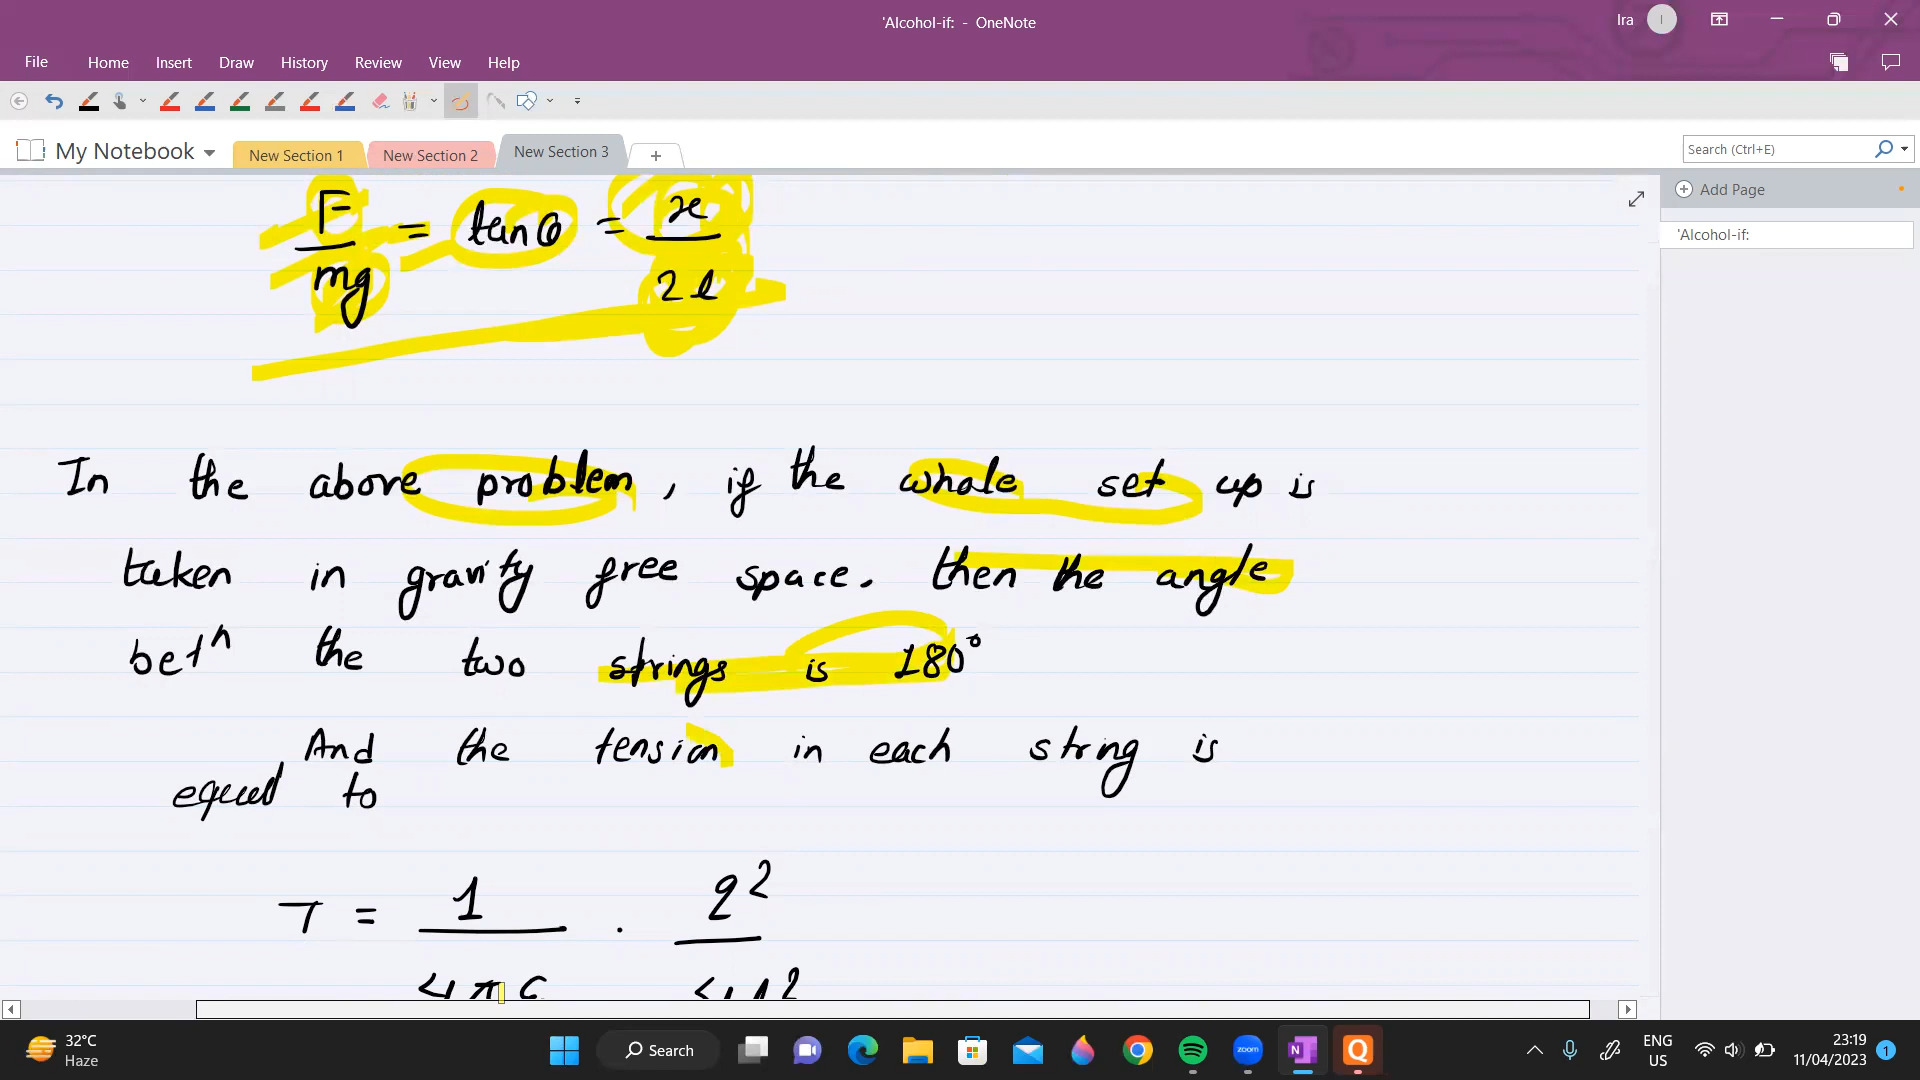 'Alcohol-if: - OneNote
Ira I
File Home Insert Draw History Review View Help
My Notebook New Section 1 New Section 2 New Section 3 + Search (Ctrl+E)
Add Page
'Alcohol-if:
F = tanθ = x
mg 2l
In the above problem, if the whole set up is
taken in gravity free space. then the angle
betⁿ the two strings is 180°
And the tension in each string is
equal to
T = 1 . q²
4π 4l²
32°C
Haze
Search
zoom
N
Q
ENG
US
23:19
11/04/2023
1